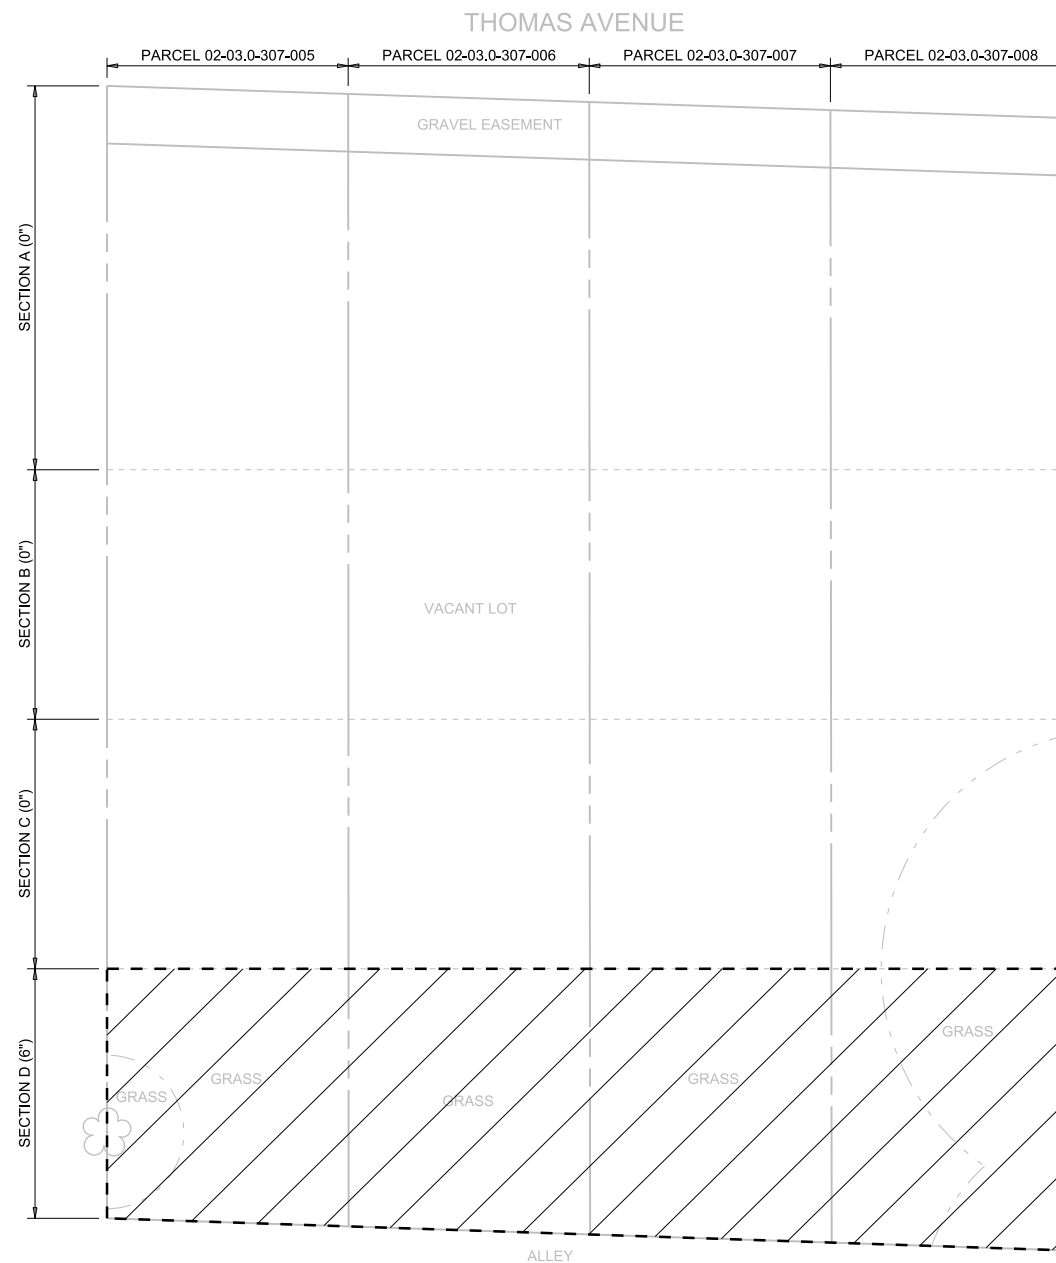 THOMAS AVENUE
PARCEL 02-03.0-307-005
PARCEL 02-03.0-307-006
PARCEL 02-03.0-307-007
PARCEL 02-03.0-307-008
GRAVEL EASEMENT
SECTION A (0")
SECTION B (0")
VACANT LOT
SECTION C (0")
SECTION D (6")
GRASS
GRASS
GRASS
GRASS
GRASS
ALLEY